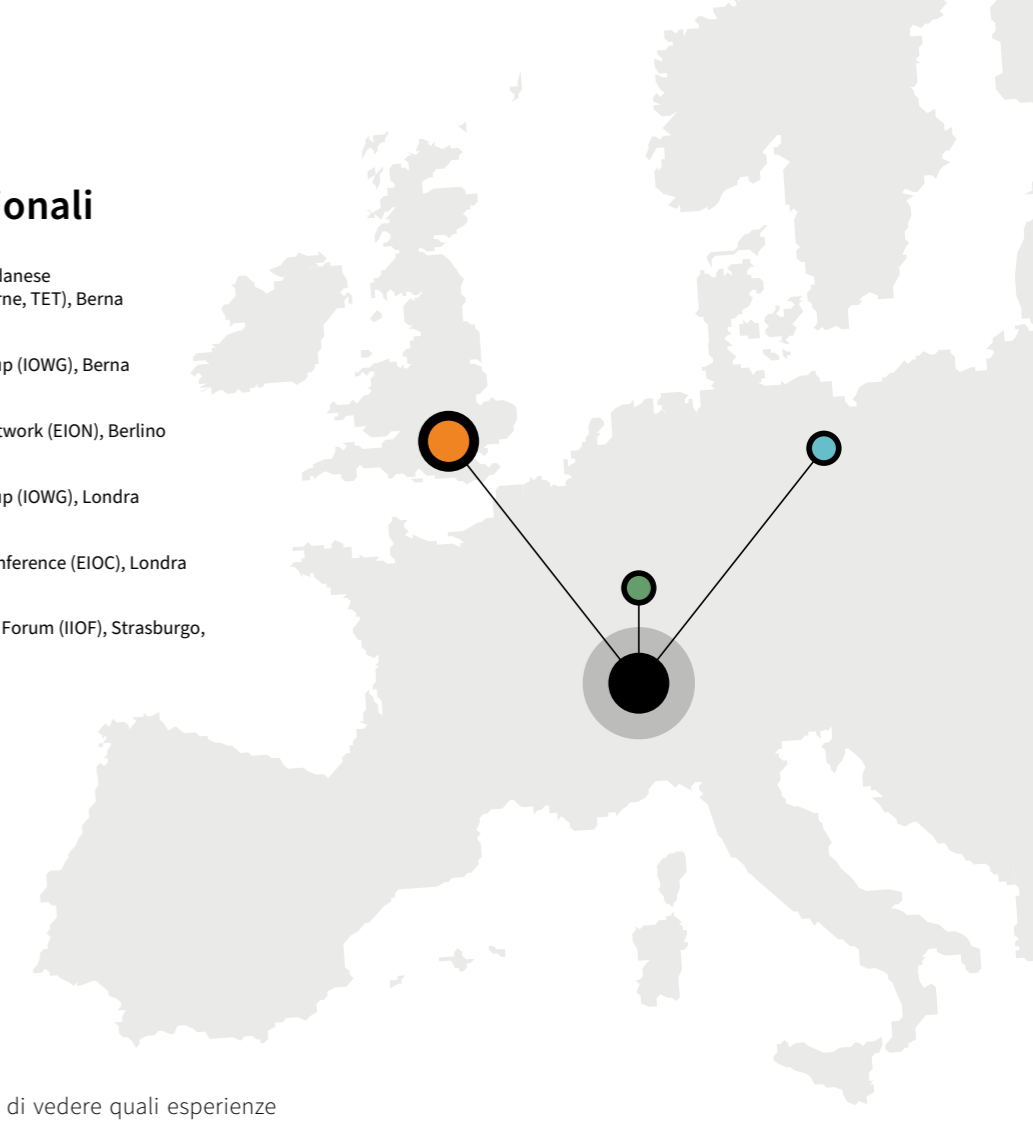 ionali
lanese
rne, TET), Berna
up (IOWG), Berna
twork (EION), Berlino
up (IOWG), Londra
nference (EIOC), Londra
Forum (IIOF), Strasburgo,
di vedere quali esperienze